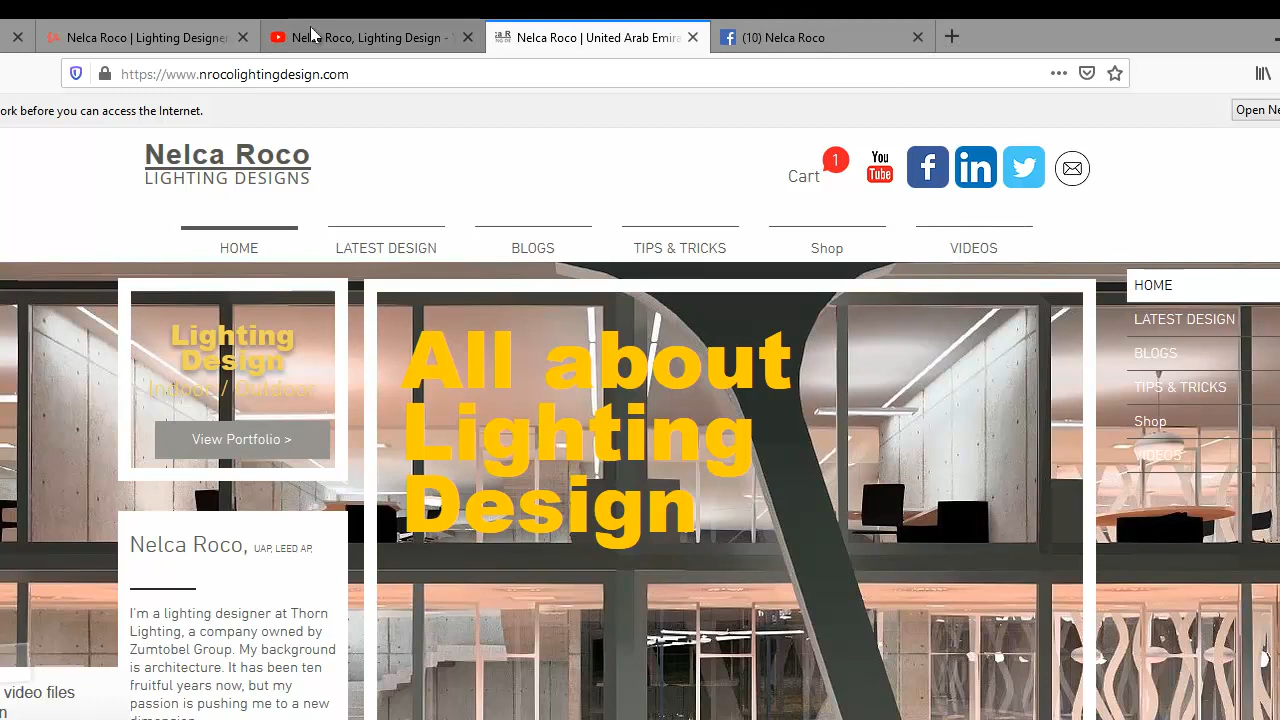 Nelca Roco | Lighting Designer
Nelca Roco, Lighting Design -
Nelca Roco | United Arab Emira
(10) Nelca Roco
https://www.nrocolightingdesign.com
ork before you can access the Internet.
Open Ne
Nelca Roco
LIGHTING DESIGNS
Cart 1
You
Tube
f
in
HOME
LATEST DESIGN
BLOGS
TIPS & TRICKS
Shop
VIDEOS
Lighting
Design
Indoor / Outdoor
View Portfolio >
All about
Lighting
Design
HOME
LATEST DESIGN
BLOGS
TIPS & TRICKS
Shop
VIDEOS
Nelca Roco, UAP, LEED AP,
I'm a lighting designer at Thorn
Lighting, a company owned by
Zumtobel Group. My background
is architecture. It has been ten
fruitful years now, but my
passion is pushing me to a new
dimension
video files
n